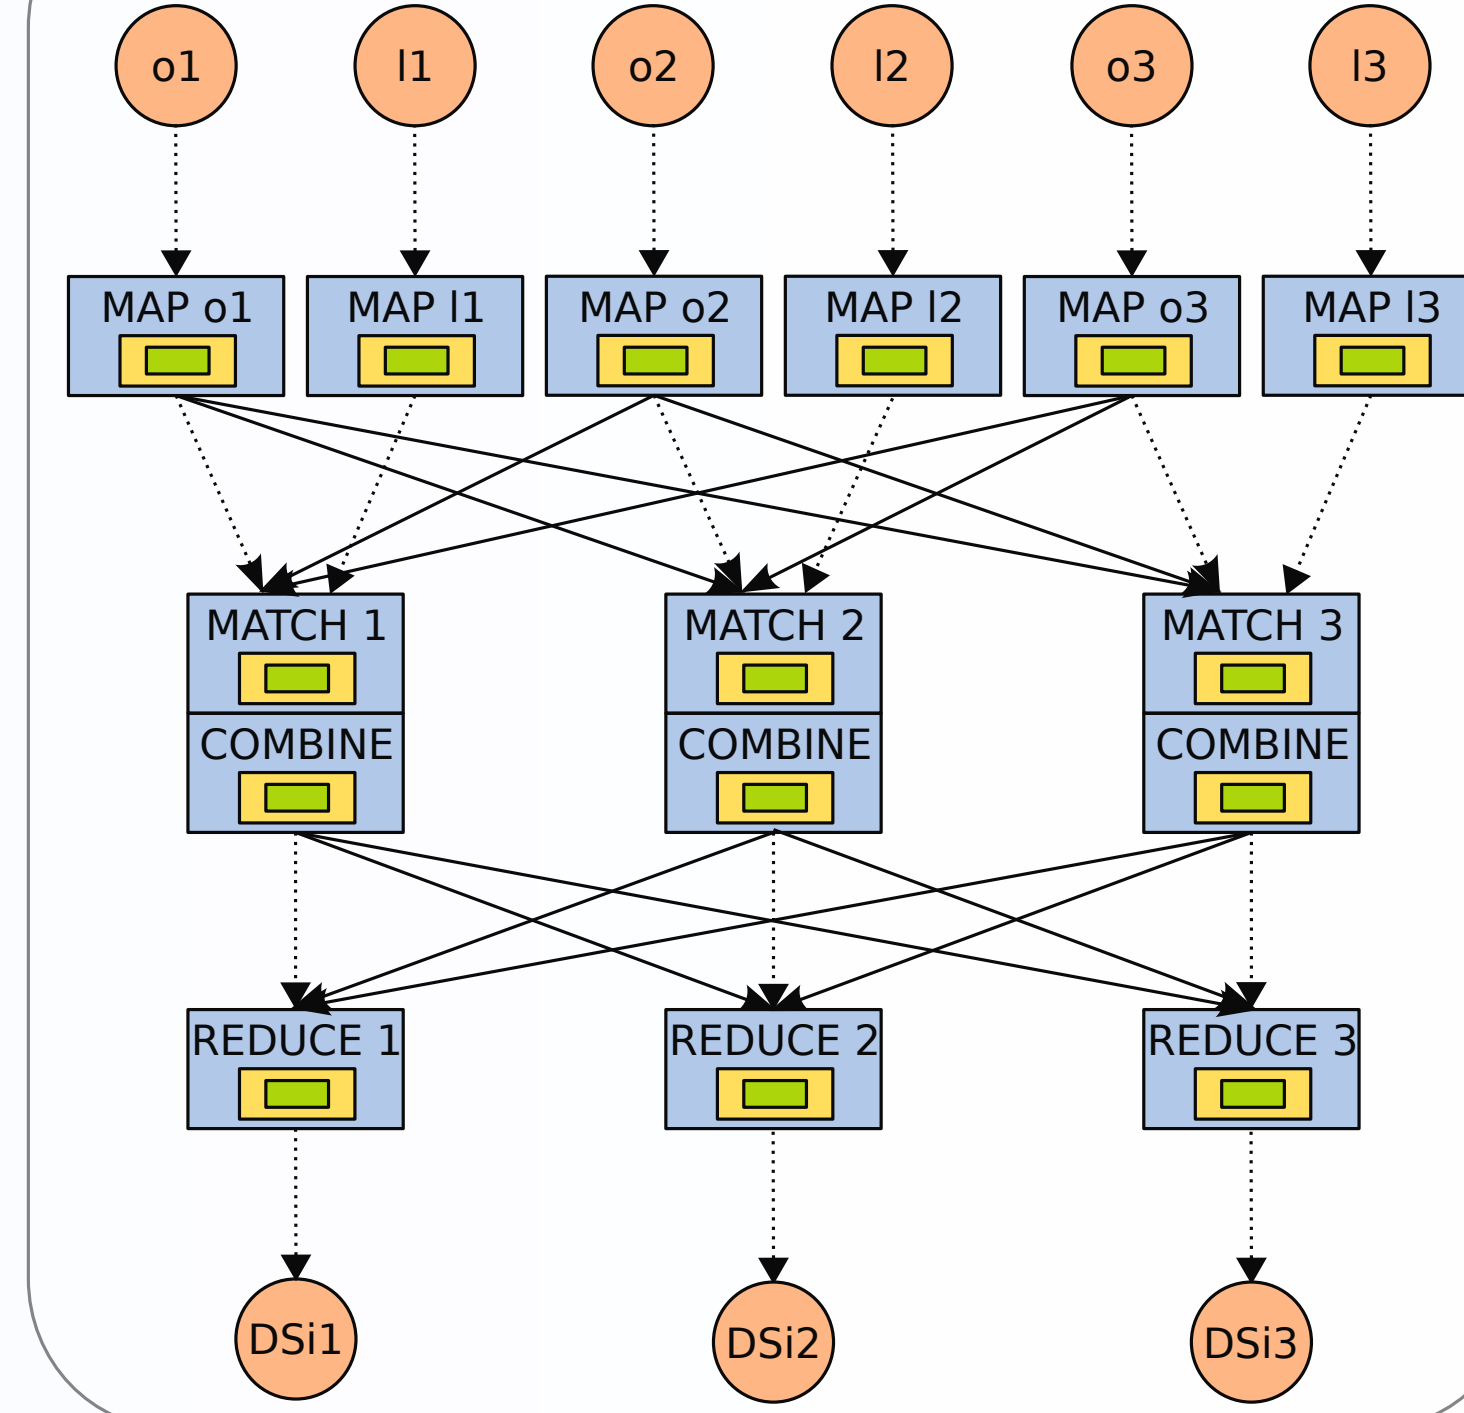 o1 l1 o2 l2 o3 l3
MAP o1 MAP l1 MAP o2 MAP l2 MAP o3 MAP l3
MATCH 1 MATCH 2 MATCH 3
COMBINE COMBINE COMBINE
REDUCE 1 REDUCE 2 REDUCE 3
DSi1 DSi2 DSi3